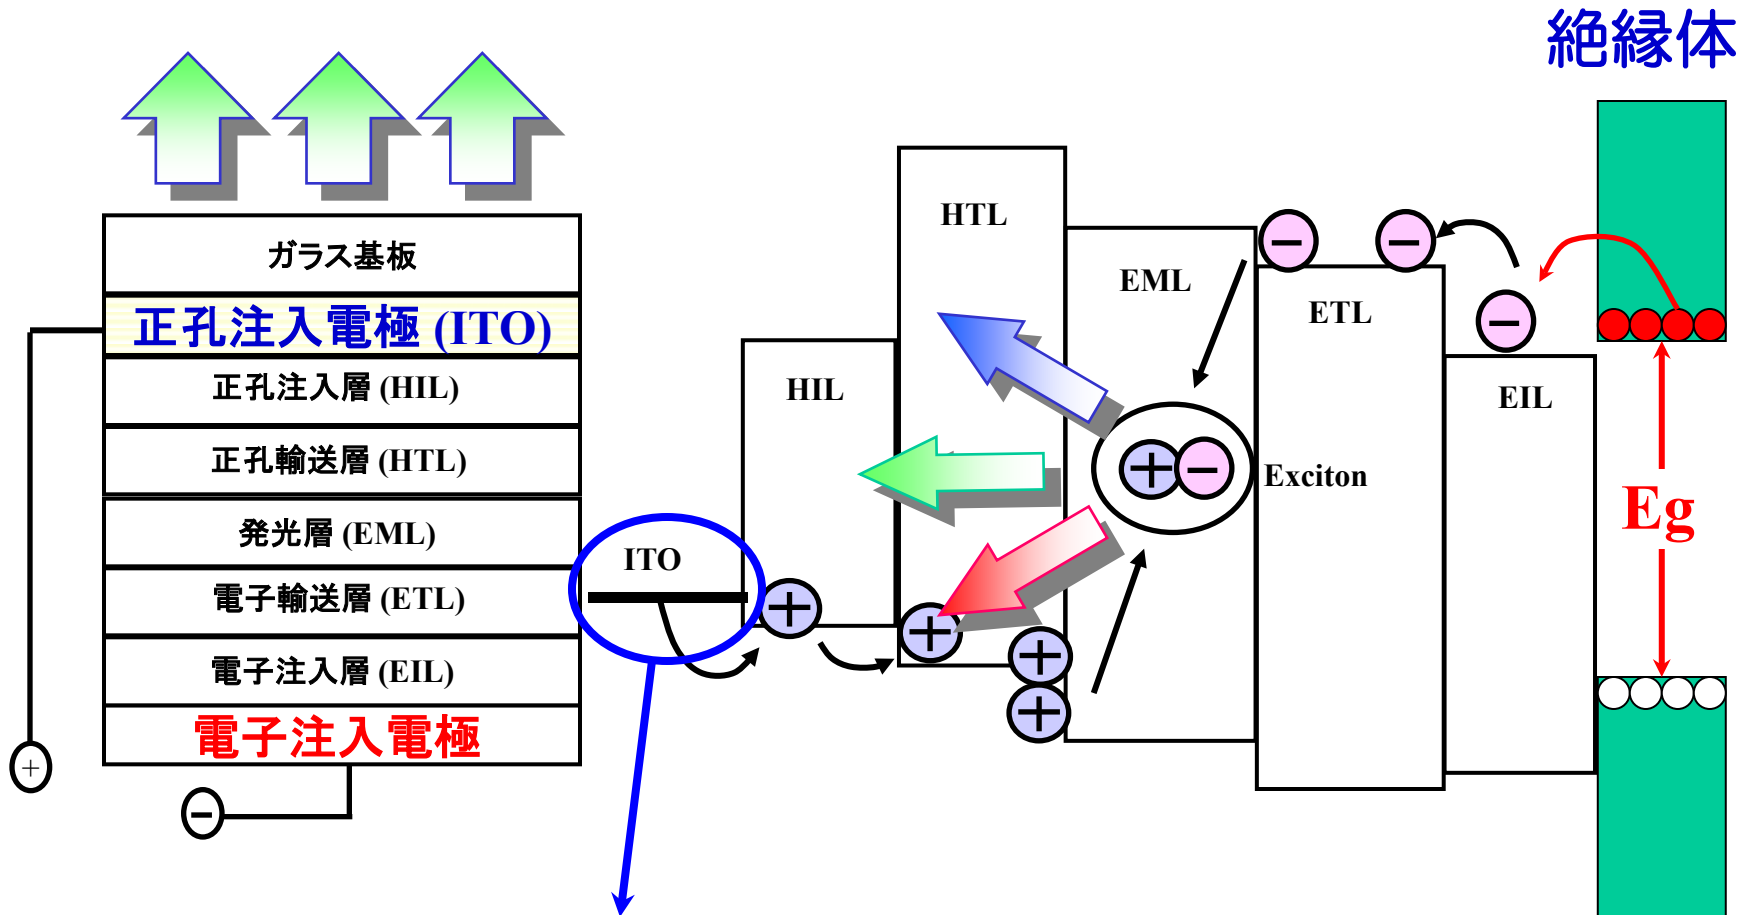 絶縁体
ガラス基板
正孔注入電極 (ITO)
正孔注入層 (HIL)
正孔輸送層 (HTL)
発光層 (EML)
電子輸送層 (ETL)
電子注入層 (EIL)
電子注入電極
+
−
ITO
HIL
HTL
EML
ETL
EIL
Exciton
Eg
+
+
+
+
+
−
−
−
−